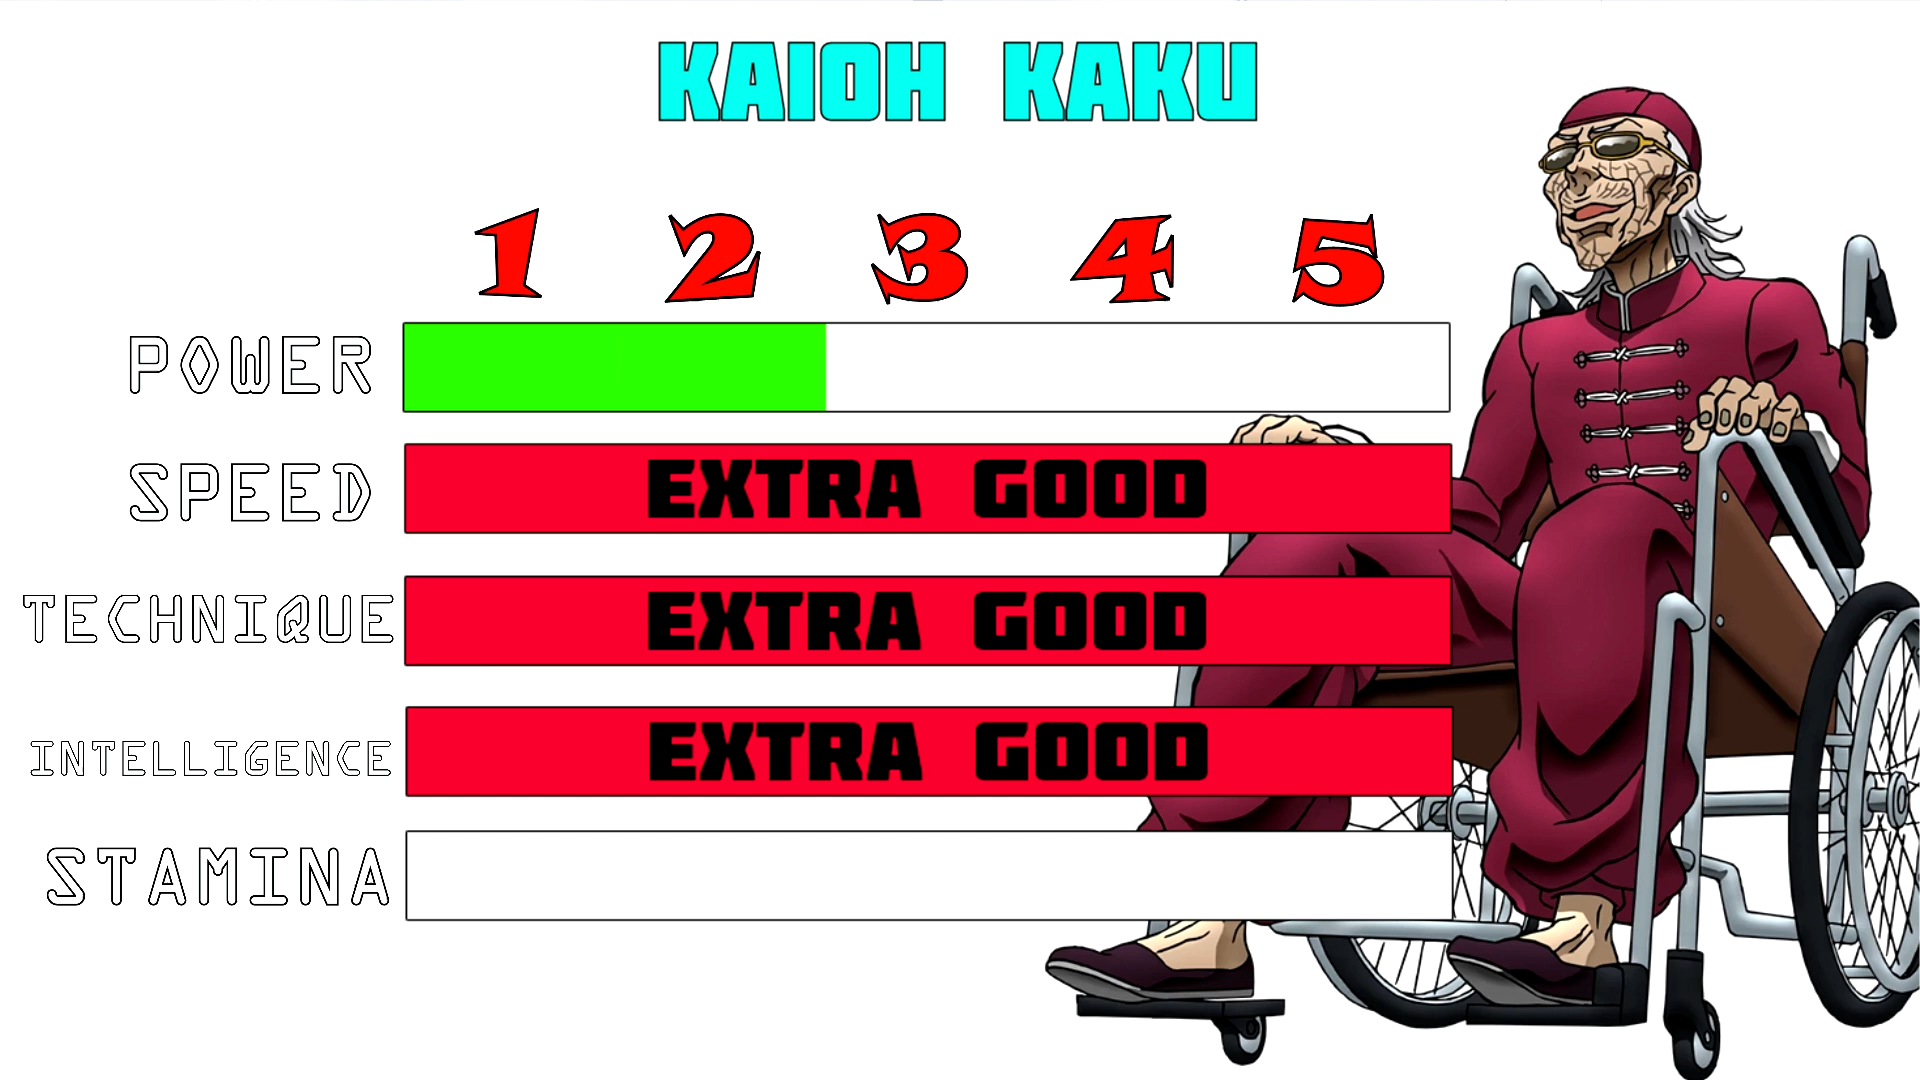 KAIOH KAKU
1 2 3 4 5
POWER
SPEED EXTRA GOOD
TECHNIQUE EXTRA GOOD
INTELLIGENCE EXTRA GOOD
STAMINA